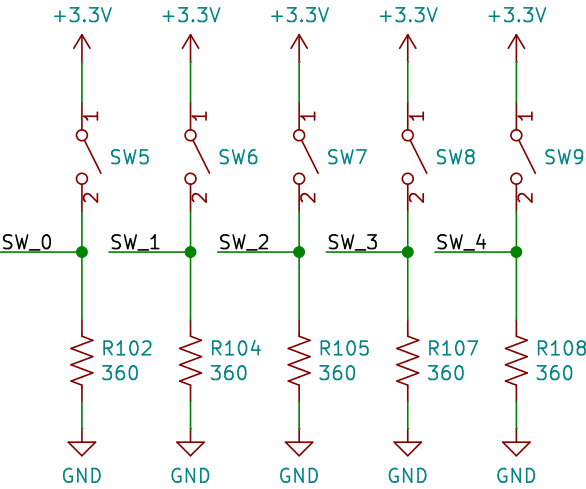 +3.3V +3.3V +3.3V +3.3V +3.3V
1 1 1 1 1
SW5 SW6 SW7 SW8 SW9
2 2 2 2 2
SW_0 SW_1 SW_2 SW_3 SW_4
R102 R104 R105 R107 R108
360 360 360 360 360
GND GND GND GND GND